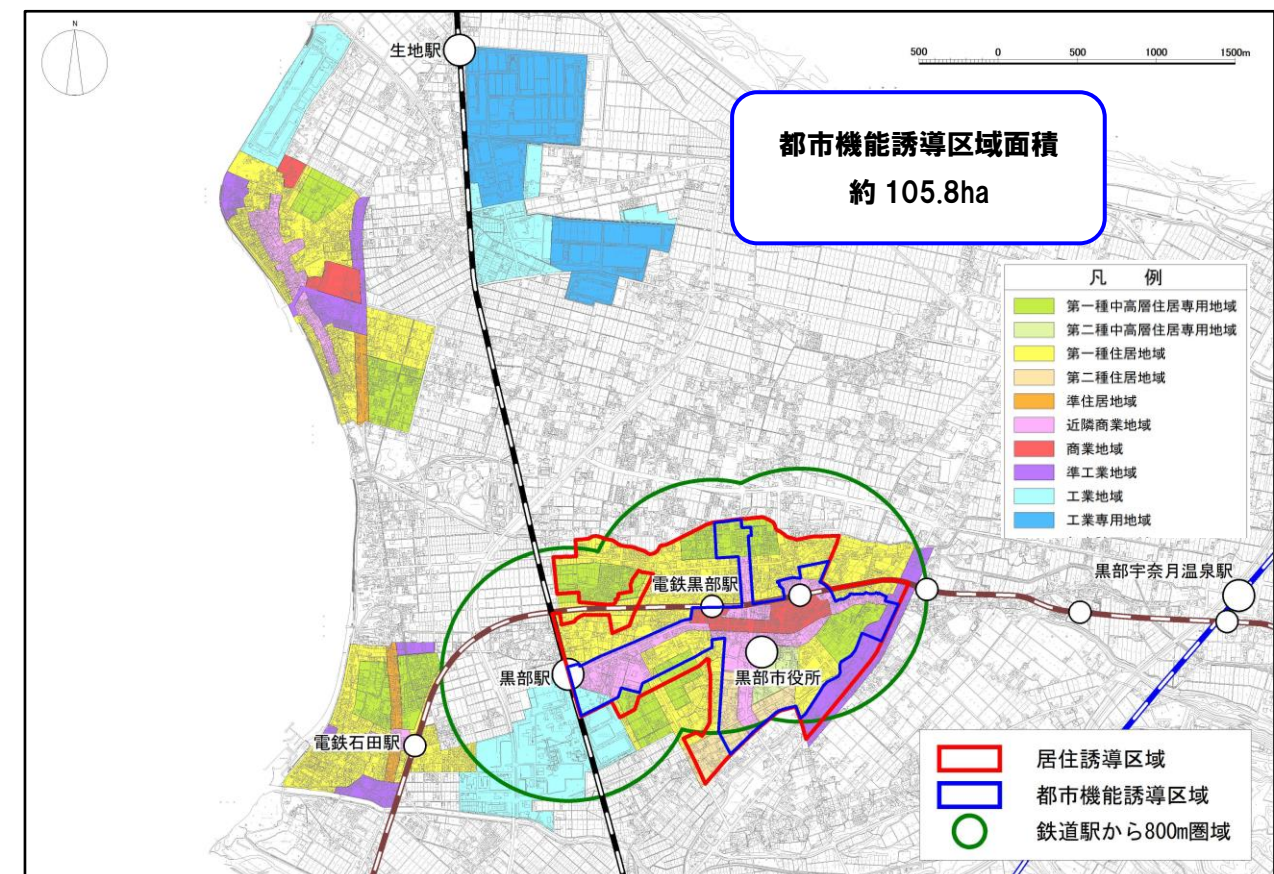 N
生地駅
500 0 500 1000 1500m
都市機能誘導区域面積
約 105.8ha
凡 例
第一種中高層住居専用地域
第二種中高層住居専用地域
第一種住居地域
第二種住居地域
準住居地域
近隣商業地域
商業地域
準工業地域
工業地域
工業専用地域
黒部宇奈月温泉駅
電鉄黒部駅
黒部駅
黒部市役所
電鉄石田駅
居住誘導区域
都市機能誘導区域
鉄道駅から800m圏域